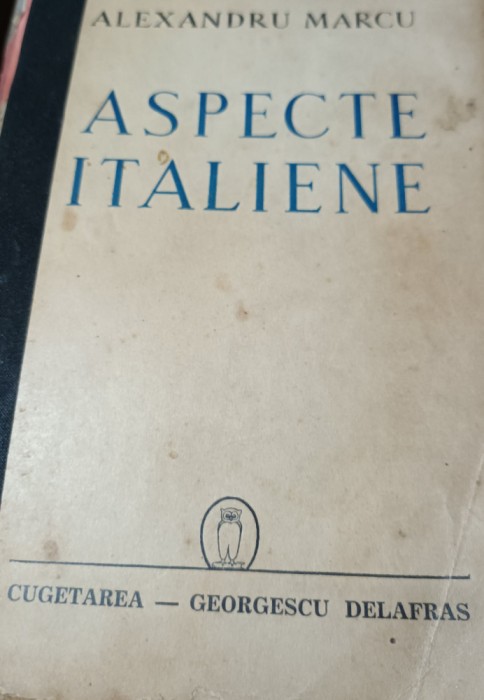 ALEXANDRU MARCU
ASPECTE
ITALIENE
CUGETAREA — GEORGESCU DELAFRAS